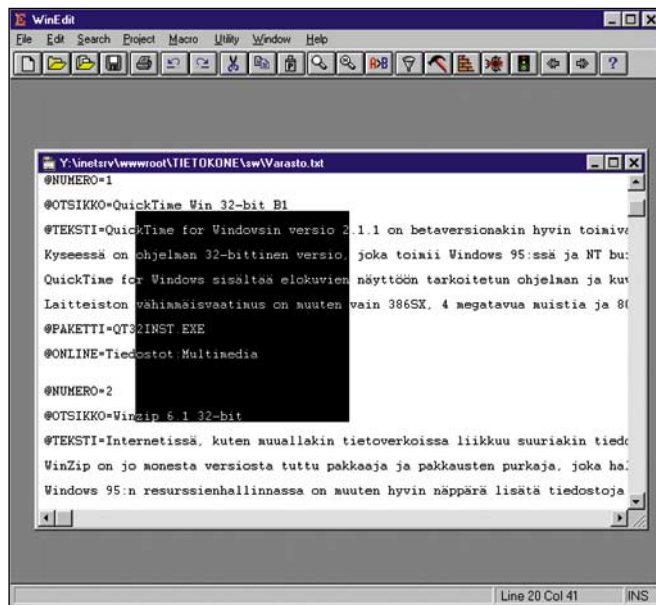 WinEdit
File Edit Search Project Macro Utility Window Help
A>B
?
Y:\inetsrv\wwwroot\TIETOKONE\sw\Varasto.txt
@NUMERO=1
@OTSIKKO=QuickTime Win 32-bit B1
@TEKSTI=QuickTime for Windowsin versio 2.1.1 on betaversionakin hyvin toimiva
Kyseessä on ohjelman 32-bittinen versio, joka toimii Windows 95:ssä ja NT
QuickTime for Windows sisältää elokuvien näyttöön tarkoitetun ohjelman ja
Laitteiston vähimmäisvaatimus on muuten vain 386SX, 4 megatavua muistia ja
@PAKETTI=QT32INST.EXE
@ONLINE=Tiedostot:Multimedia
@NUMERO=2
@OTSIKKO=Winzip 6.1 32-bit
@TEKSTI=Internetissä, kuten muuallakin tietoverkoissa liikkuu suuriakin
WinZip on jo monesta versiosta tuttu pakkaaja ja pakkausten purkaja, joka
Windows 95:n resurssienhallinnassa on muuten hyvin näppärä lisätä tiedostoja
Line 20 Col 41 INS